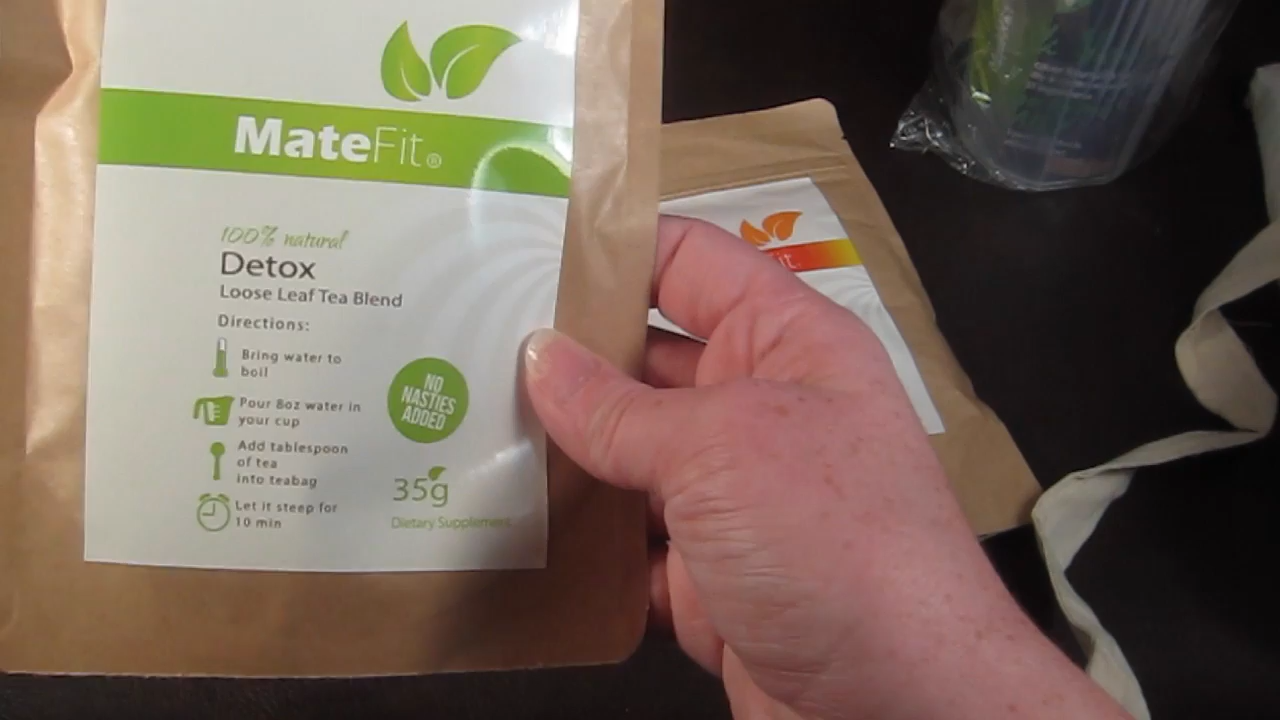 MateFit®
100% natural
Detox
Loose Leaf Tea Blend
Directions:
Bring water to
boil
Pour 8oz water in
your cup
Add tablespoon
of tea
into teabag
Let it steep for
10 min
NO
NASTIES
ADDED
35g
Dietary Supplement
it.